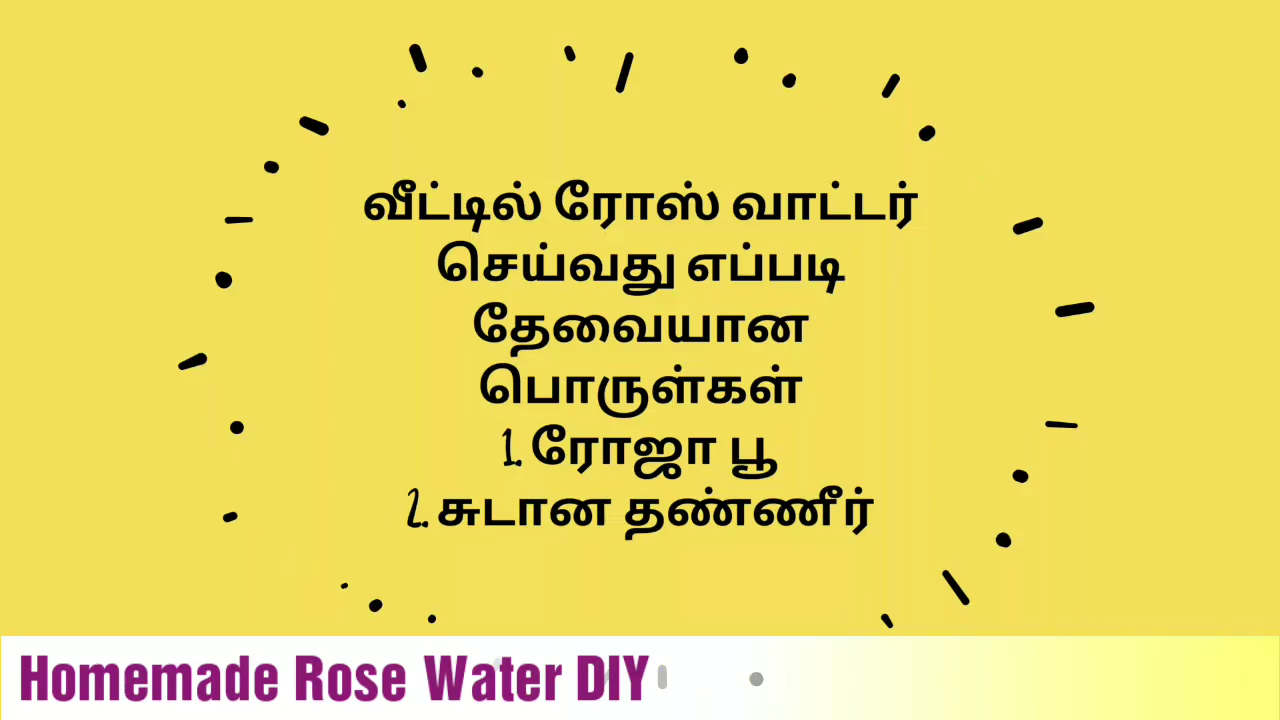 வீட்டில் ரோஸ் வாட்டர்
செய்வது எப்படி
தேவையான
பொருள்கள்
1. ரோஜா பூ
2. சுடான தண்ணீர்
Homemade Rose Water DIY